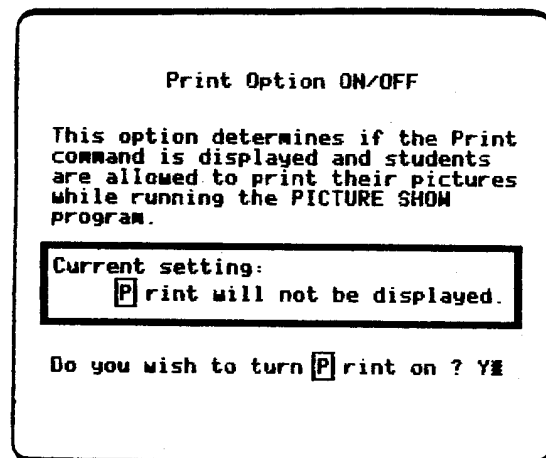 Print Option ON/OFF
This option determines if the Print
command is displayed and students
are allowed to print their pictures
while running the PICTURE SHOW
program.
Current setting:
P rint will not be displayed.
Do you wish to turn P rint on ? Y